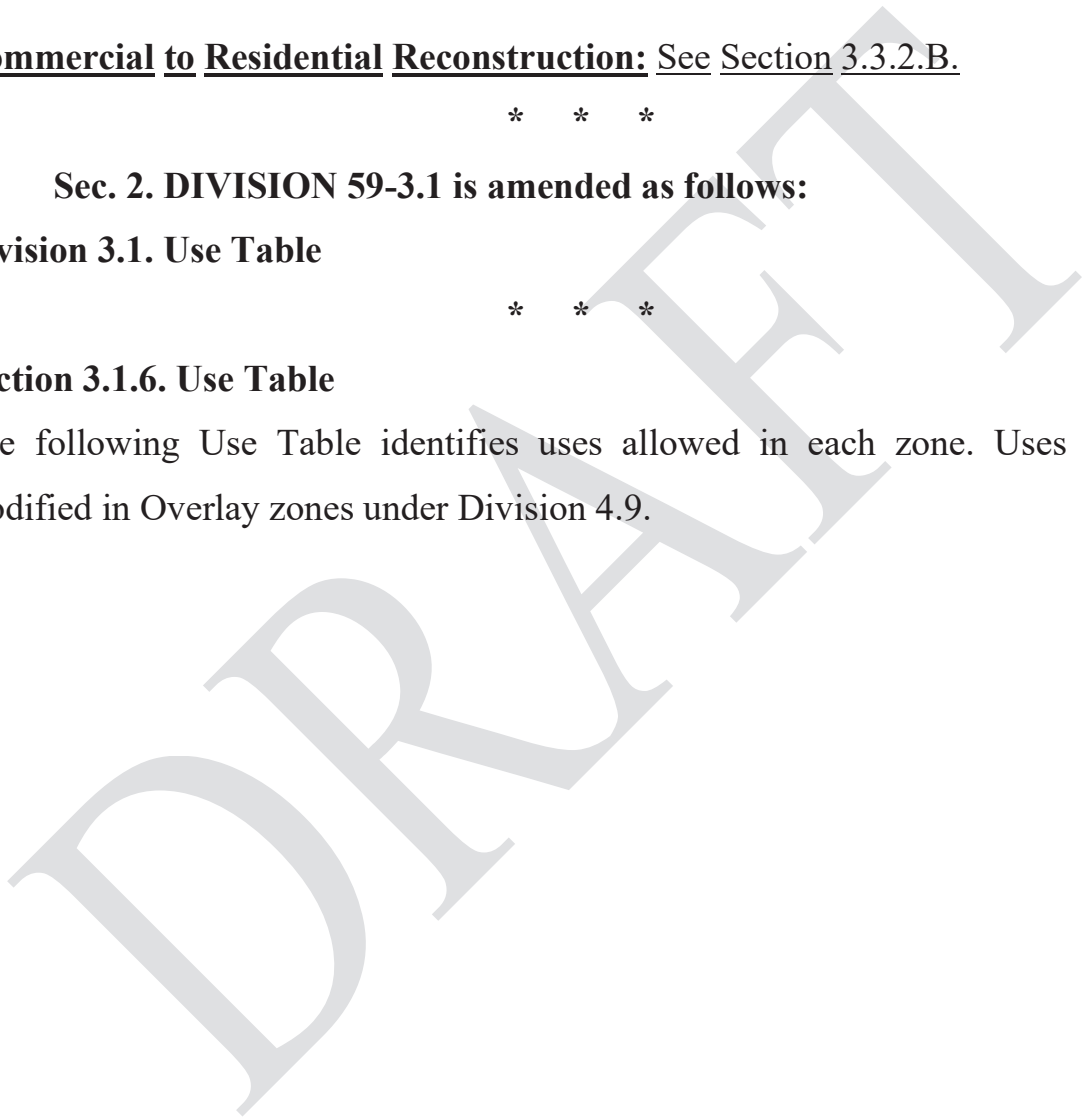 ommercial to Residential Reconstruction: See Section 3.3.2.B.
* * *
Sec. 2. DIVISION 59-3.1 is amended as follows:
vision 3.1. Use Table
* * *
ction 3.1.6. Use Table
e following Use Table identifies uses allowed in each zone. Uses
odified in Overlay zones under Division 4.9.
DRAFT